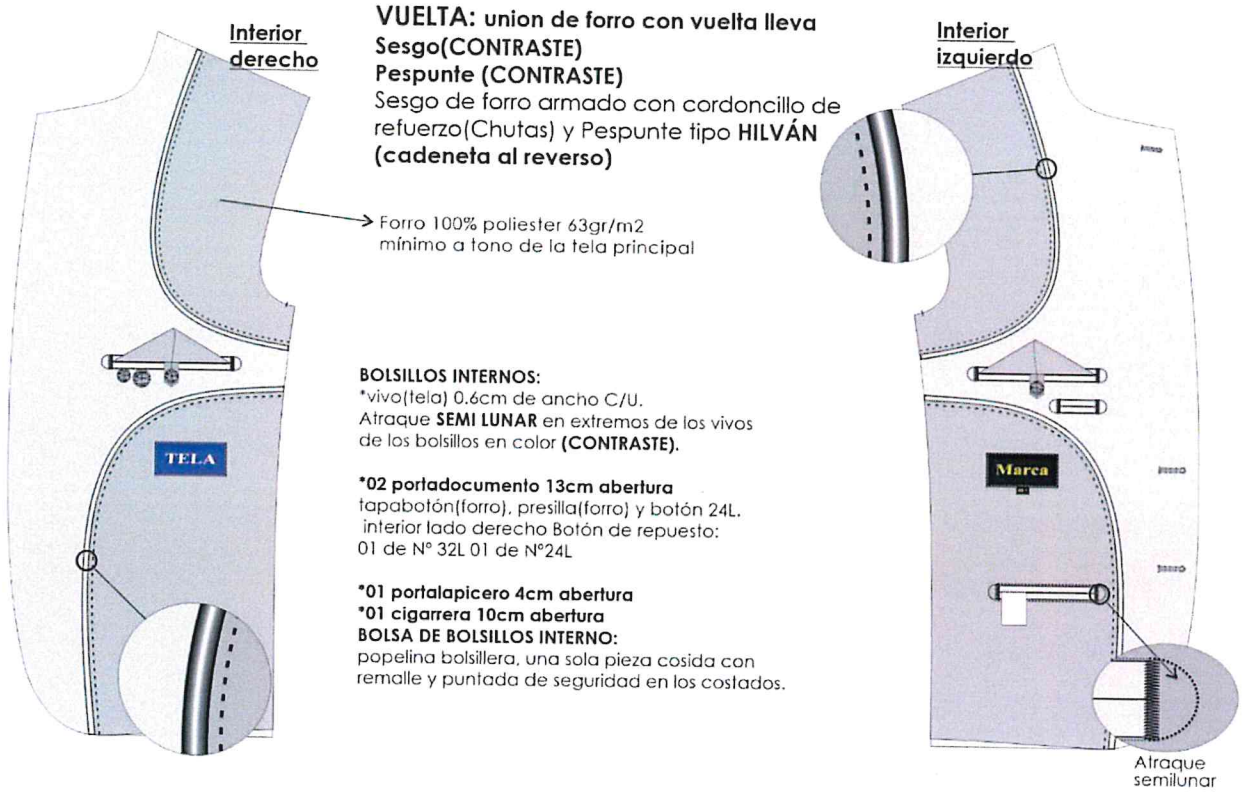 Interior
derecho
VUELTA: union de forro con vuelta lleva
Sesgo(CONTRASTE)
Pespunte (CONTRASTE)
Sesgo de forro armado con cordoncillo de
refuerzo(Chutas) y Pespunte tipo HILVÁN
(cadeneta al reverso)
Interior
izquierdo
Forro 100% poliester 63gr/m2
mínimo a tono de la tela principal
BOLSILLOS INTERNOS:
*vivo(tela) 0.6cm de ancho C/U.
Atraque SEMI LUNAR en extremos de los vivos
de los bolsillos en color (CONTRASTE).
*02 portadocumento 13cm abertura
tapabotón(forro), presilla(forro) y botón 24L.
interior lado derecho Botón de repuesto:
01 de Nº 32L 01 de Nº24L
*01 portalapicero 4cm abertura
*01 cigarrera 10cm abertura
BOLSA DE BOLSILLOS INTERNO:
popelina bolsillera, una sola pieza cosida con
remalle y puntada de seguridad en los costados.
TELA
Marca
Atraque
semilunar